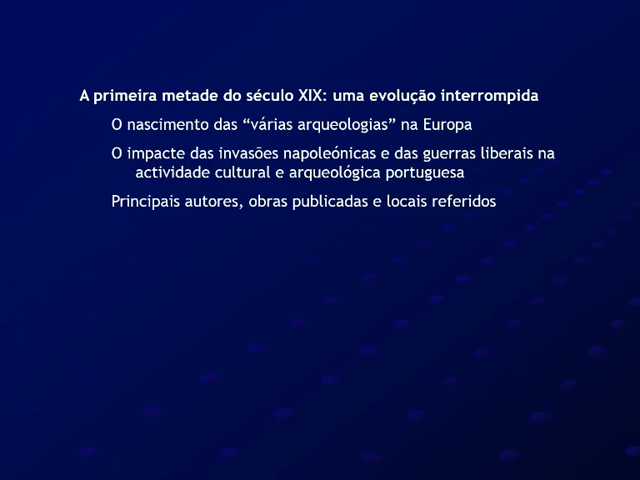 A primeira metade do século XIX: uma evolução interrompida
O nascimento das “várias arqueologias” na Europa
O impacte das invasões napoleónicas e das guerras liberais na
actividade cultural e arqueológica portuguesa
Principais autores, obras publicadas e locais referidos